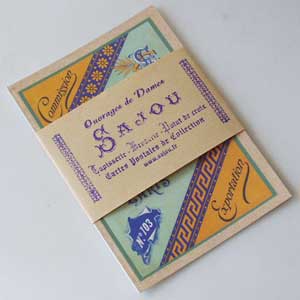 Commission
Ouvrages de Dames
SAJOU
Tapisserie - Broderie - Point de croix
Cartes Postales de Collection
www.sajou.fr
N° 103
Exportation